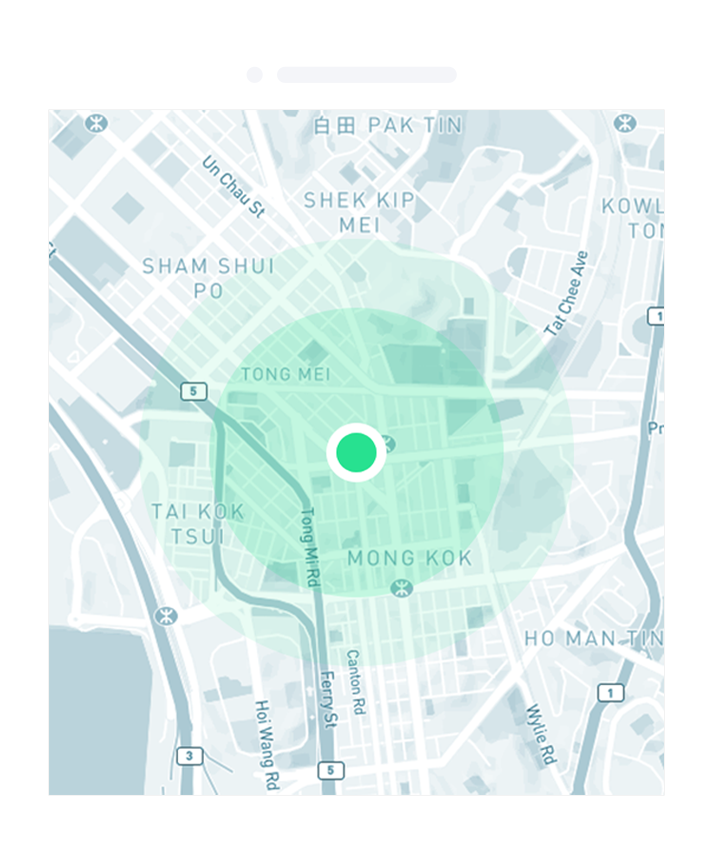 白田 PAK TIN
Un Chau St
SHEK KIP
MEI
KOWL
TON
SHAM SHUI
PO
Tat Chee Ave
1
TONG MEI
5
Pr
TAI KOK
TSUI
Tong Mi Rd
MONG KOK
HO MAN TIN
Canton Rd
Ferry St
1
Hoi Wang Rd
Wylie Rd
3
5